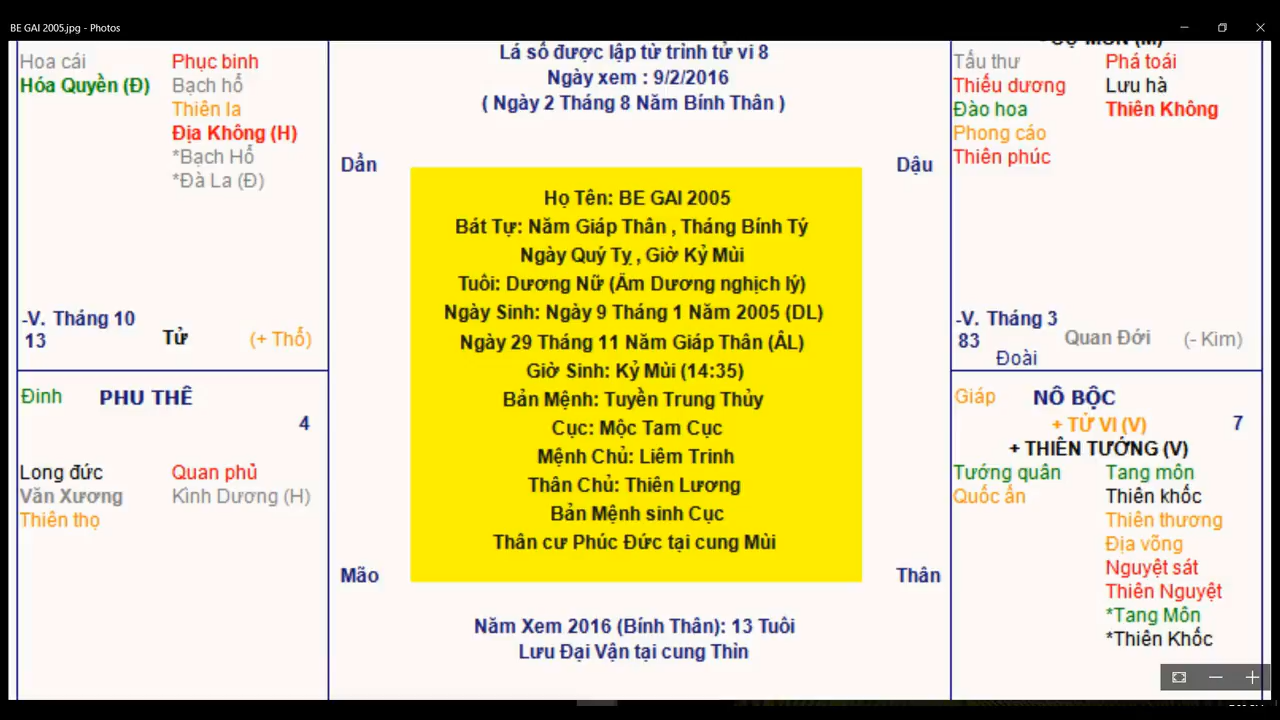 BE GAI 2005.jpg - Photos
Hoa cái
Hóa Quyền (Đ)
Phục binh
Bạch hổ
Thiên la
Địa Không (H)
*Bạch Hổ
*Đà La (Đ)
-V. Tháng 10
13
Tử
(+ Thổ)
Đinh
PHU THÊ
4
Long đức
Văn Xương
Thiên thọ
Quan phủ
Kình Dương (H)
Lá số được lập từ trình tử vi 8
Ngày xem : 9/2/2016
( Ngày 2 Tháng 8 Năm Bính Thân )
Dần
Dậu
Họ Tên: BE GAI 2005
Bát Tự: Năm Giáp Thân , Tháng Bính Tý
Ngày Quý Tỵ , Giờ Kỷ Mùi
Tuổi: Dương Nữ (Âm Dương nghịch lý)
Ngày Sinh: Ngày 9 Tháng 1 Năm 2005 (DL)
Ngày 29 Tháng 11 Năm Giáp Thân (ÂL)
Giờ Sinh: Kỷ Mùi (14:35)
Bản Mệnh: Tuyền Trung Thủy
Cục: Mộc Tam Cục
Mệnh Chủ: Liêm Trinh
Thân Chủ: Thiên Lương
Bản Mệnh sinh Cục
Thân cư Phúc Đức tại cung Mùi
Mão
Thân
Năm Xem 2016 (Bính Thân): 13 Tuổi
Lưu Đại Vận tại cung Thìn
Tấu thư
Thiếu dương
Đào hoa
Phong cáo
Thiên phúc
Phá toái
Lưu hà
Thiên Không
-V. Tháng 3
83
Quan Đới
(- Kim)
Đoài
Giáp
NÔ BỘC
+ TỬ VI (V)
7
+ THIÊN TƯỚNG (V)
Tướng quân
Quốc ấn
Tang môn
Thiên khốc
Thiên thương
Địa võng
Nguyệt sát
Thiên Nguyệt
*Tang Môn
*Thiên Khốc